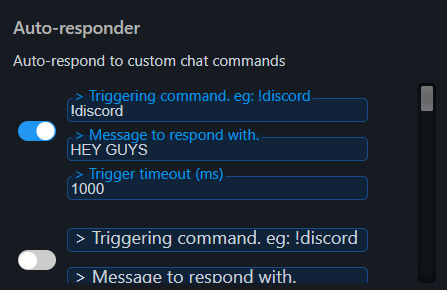 Auto-responder
Auto-respond to custom chat commands
> Triggering command. eg: !discord
!discord
> Message to respond with.
HEY GUYS
> Trigger timeout (ms)
1000
> Triggering command. eg: !discord
> Message to respond with.